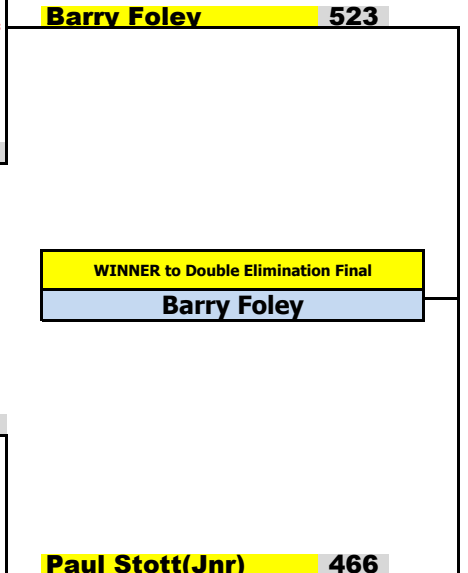 Barry Foley 523
WINNER to Double Elimination Final
Barry Foley
Paul Stott(Jnr) 466